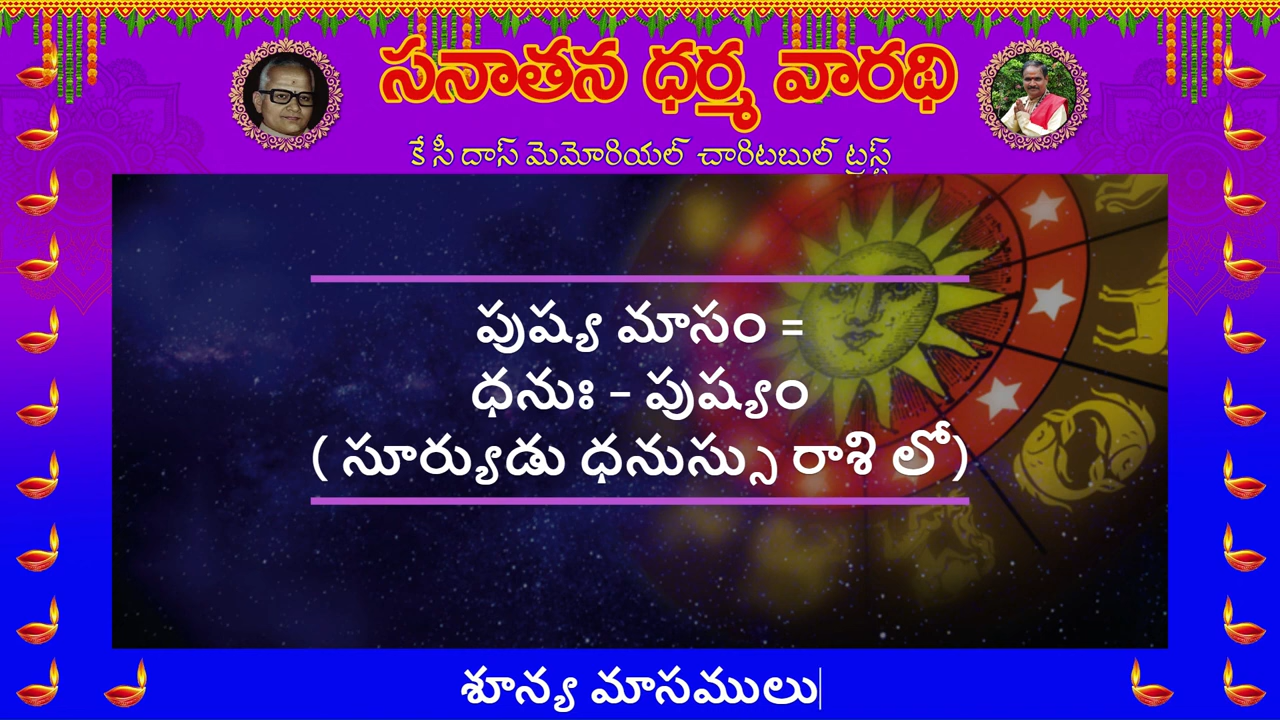 సనాతన ధర్మ వారధి
కే సీ దాస్ మెమోరియల్ చారిటబుల్ ట్రస్ట్
పుష్య మాసం =
ధనుః - పుష్యం
( సూర్యుడు ధనుస్సు రాశి లో)
శూన్య మాసములు